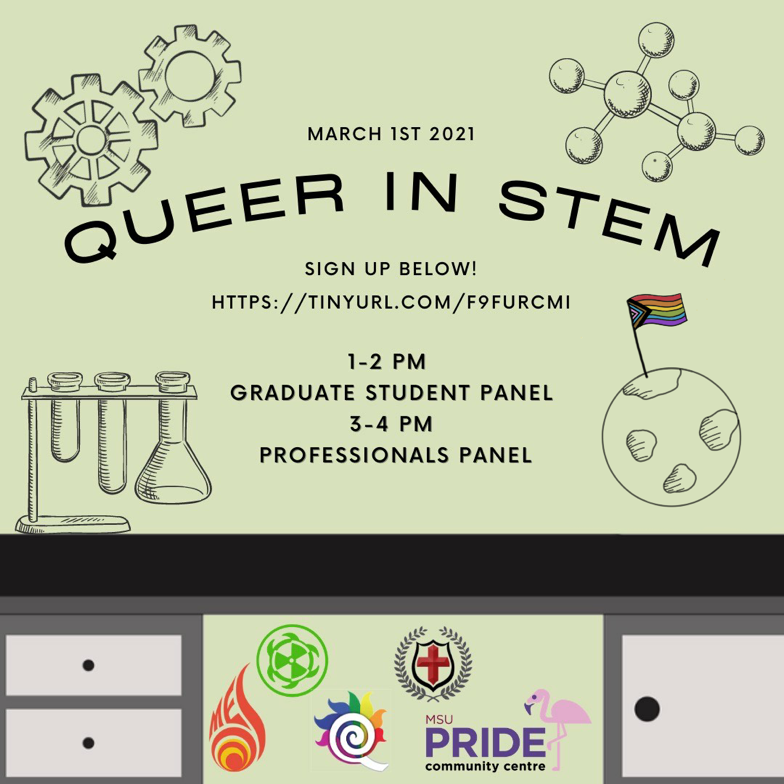 MARCH 1ST 2021
QUEER IN STEM
SIGN UP BELOW!
HTTPS://TINYURL.COM/F9FURCMI
1-2 PM
GRADUATE STUDENT PANEL
3-4 PM
PROFESSIONALS PANEL
MES
MSU
PRIDE
community centre